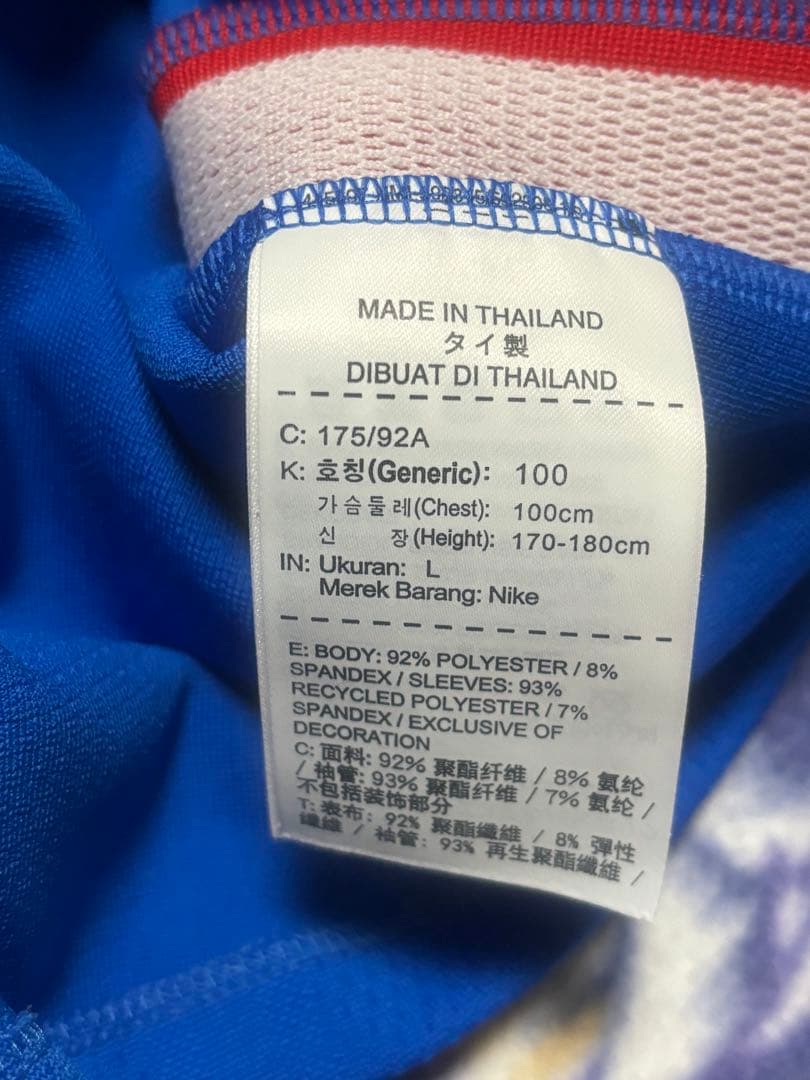 MADE IN THAILAND
タイ製
DIBUAT DI THAILAND
C: 175/92A
K: 호칭(Generic): 100
가슴둘레(Chest): 100cm
신 장(Height): 170-180cm
IN: Ukuran: L
Merek Barang: Nike
E: BODY: 92% POLYESTER / 8%
SPANDEX / SLEEVES: 93%
RECYCLED POLYESTER / 7%
SPANDEX / EXCLUSIVE OF
DECORATION
C: 面料: 92% 聚酯纤维 / 8% 氨纶
/ 袖管: 93% 聚酯纤维 / 7% 氨纶 /
不包括装饰部分
T: 表布: 92% 聚酯纖維 / 8% 彈性
纖維 / 袖管: 93% 再生聚酯纖維 /